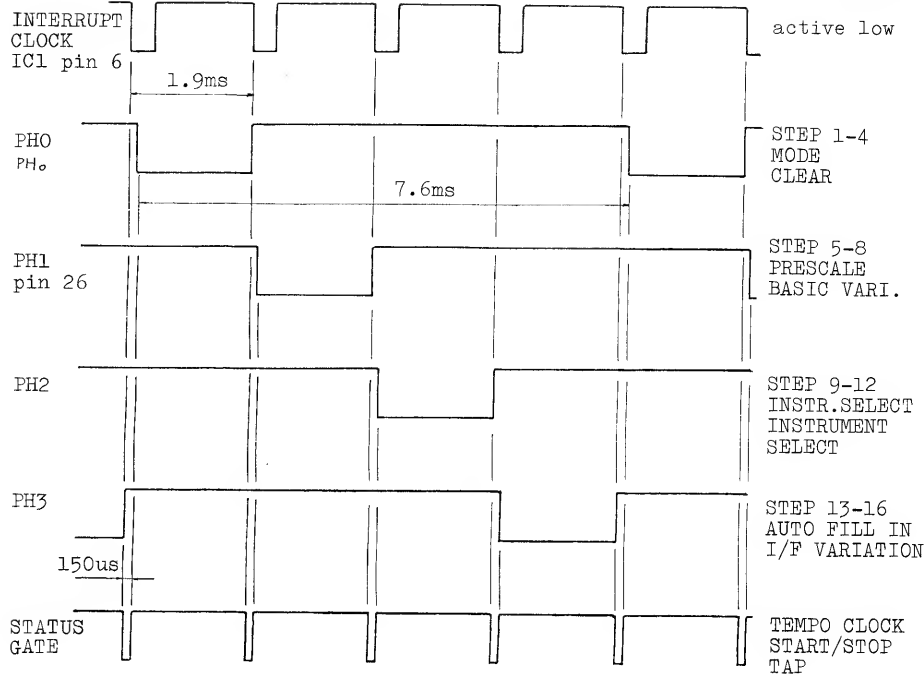 INTERRUPT
CLOCK
IC1 pin 6
active low
1.9ms
PH0
PH₀
STEP 1-4
MODE
CLEAR
7.6ms
PH1
pin 26
STEP 5-8
PRESCALE
BASIC VARI.
PH2
STEP 9-12
INSTR.SELECT
INSTRUMENT
SELECT
PH3
STEP 13-16
AUTO FILL IN
I/F VARIATION
150us
STATUS
GATE
TEMPO CLOCK
START/STOP
TAP